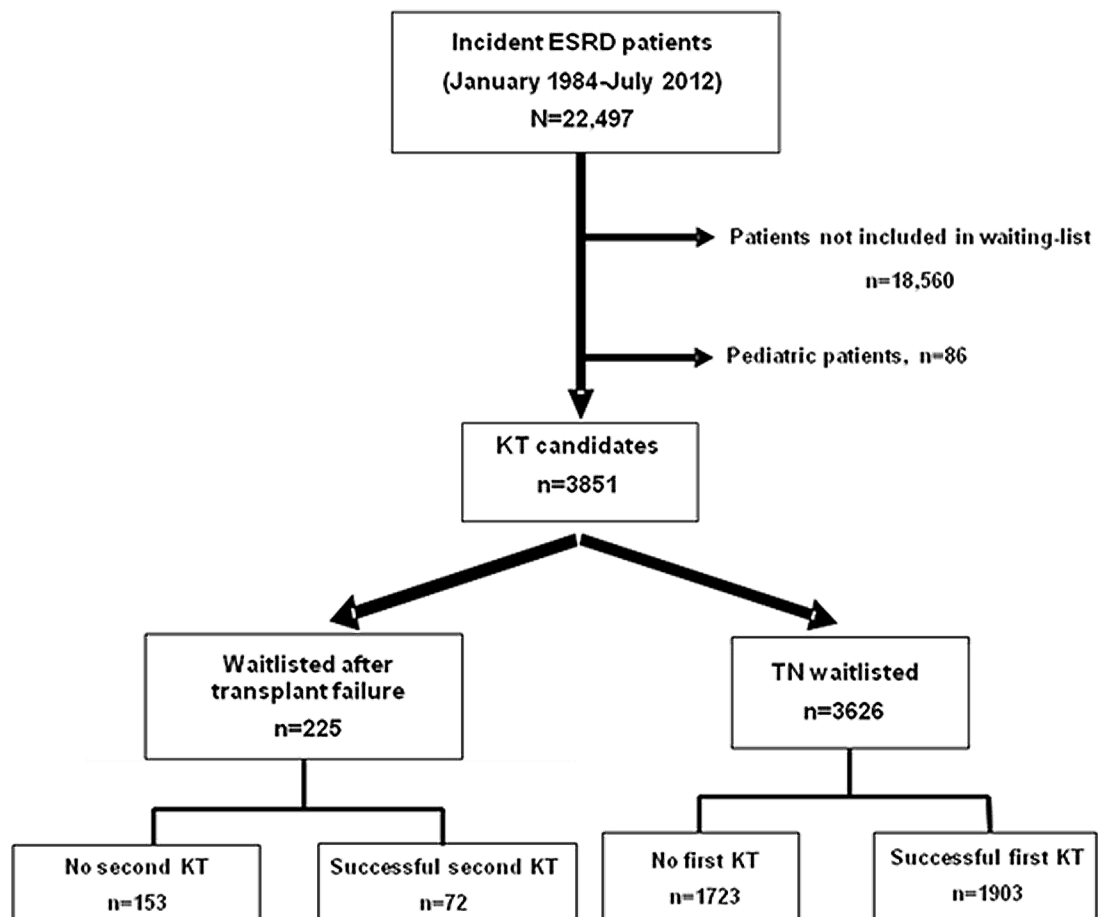 Incident ESRD patients
(January 1984-July 2012)
N=22,497
Patients not included in waiting-list
n=18,560
Pediatric patients, n=86
KT candidates
n=3851
Waitlisted after
transplant failure
n=225
TN waitlisted
n=3626
No second KT
n=153
Successful second KT
n=72
No first KT
n=1723
Successful first KT
n=1903